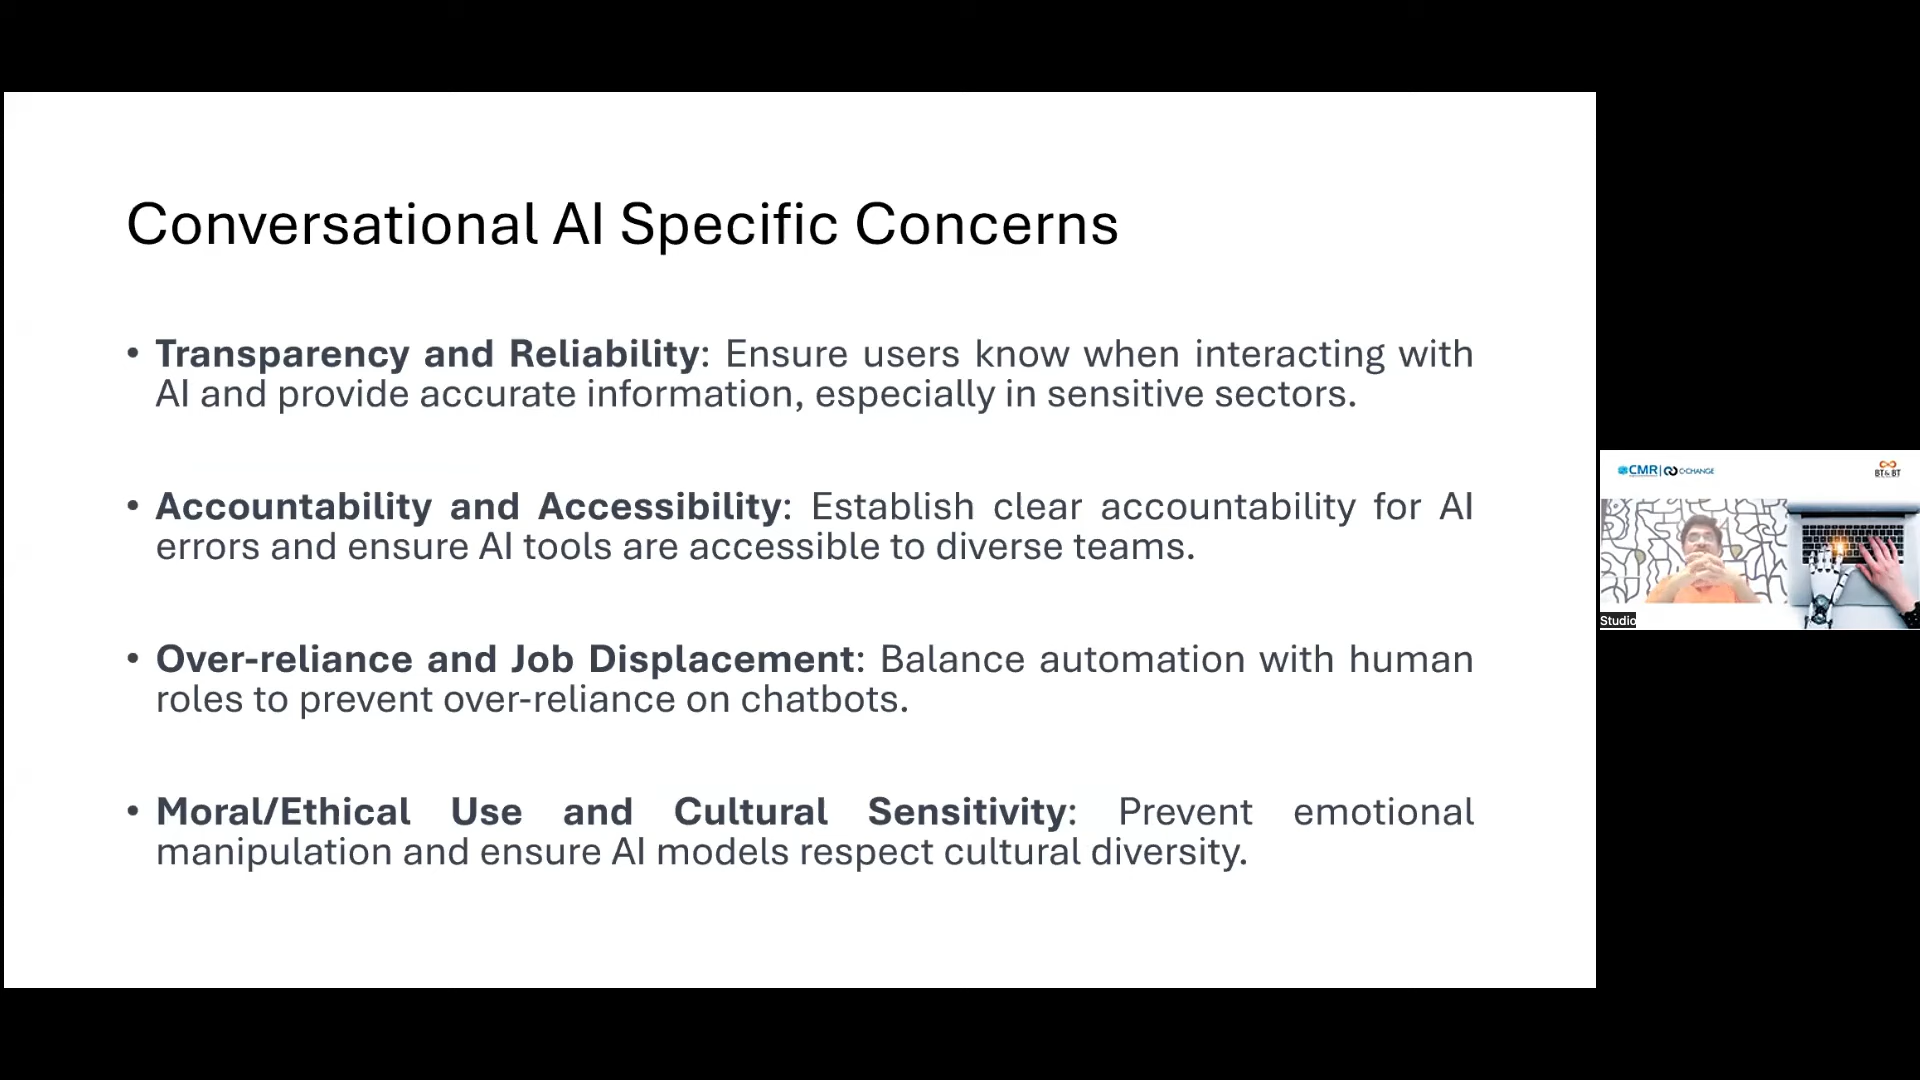 Conversational AI Specific Concerns
• Transparency and Reliability: Ensure users know when interacting with
AI and provide accurate information, especially in sensitive sectors.
• Accountability and Accessibility: Establish clear accountability for AI
errors and ensure AI tools are accessible to diverse teams.
• Over-reliance and Job Displacement: Balance automation with human
roles to prevent over-reliance on chatbots.
• Moral/Ethical Use and Cultural Sensitivity: Prevent emotional
manipulation and ensure AI models respect cultural diversity.
CMR | C-CHANGE
BT& BT
Studio